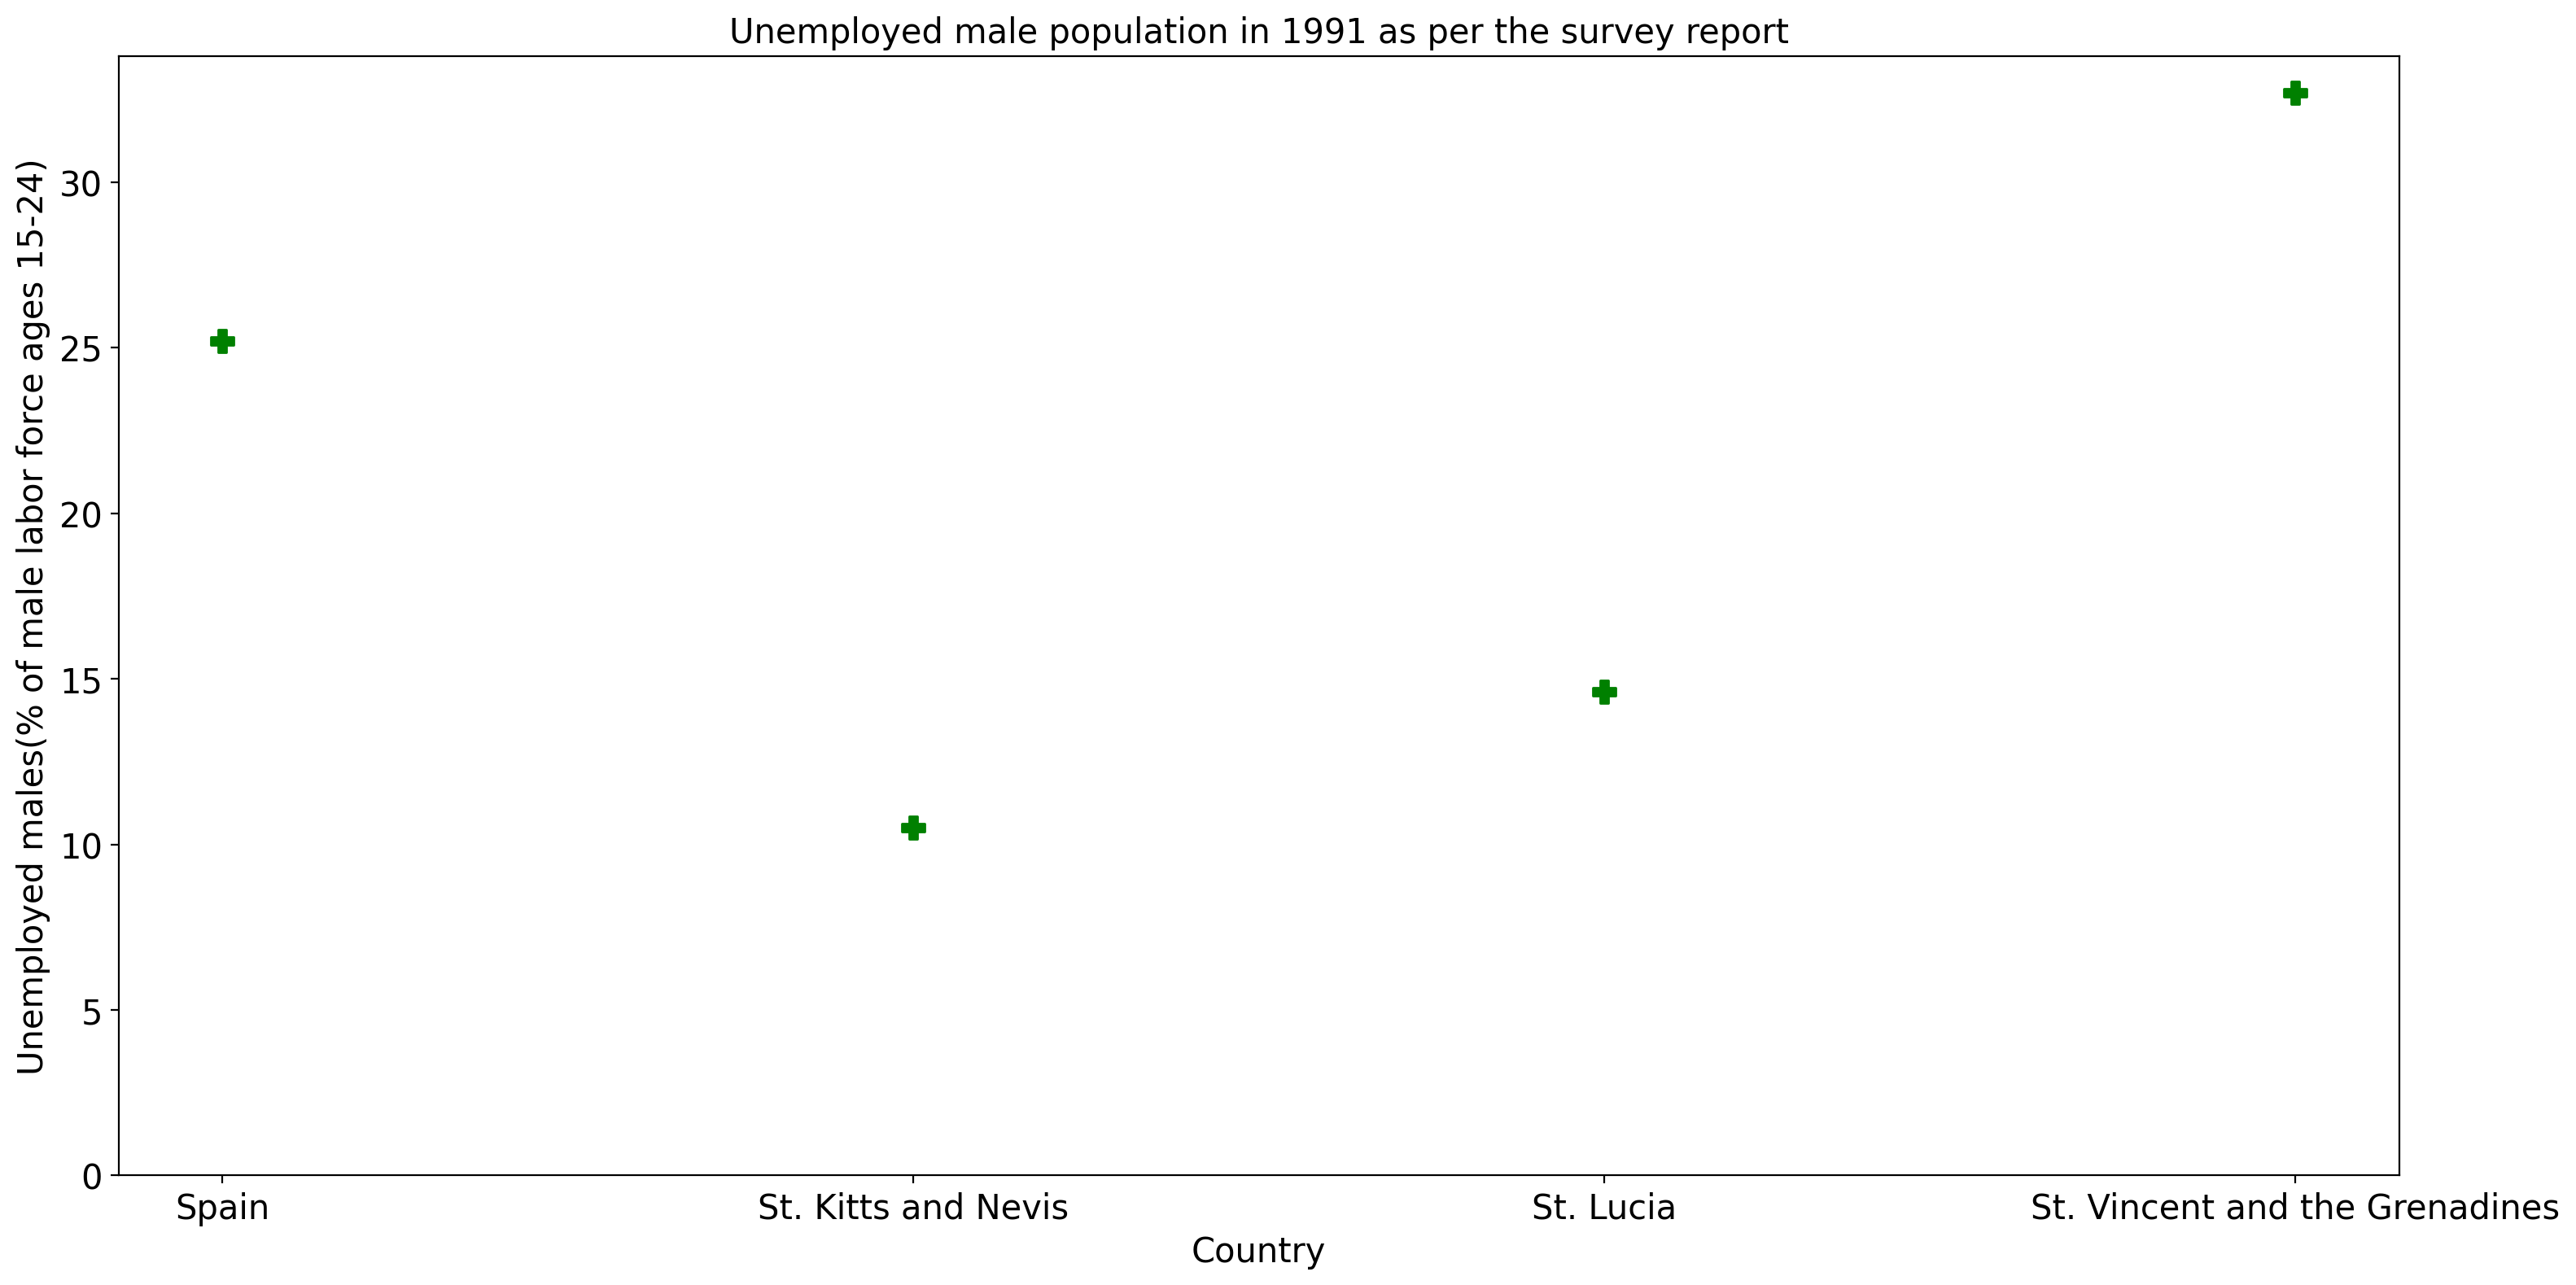 Unemployed male population in 1991 as per the survey report
Unemployed males(% of male labor force ages 15-24)
30
25
20
15
10
5
0
Spain
St. Kitts and Nevis
St. Lucia
St. Vincent and the Grenadines
Country